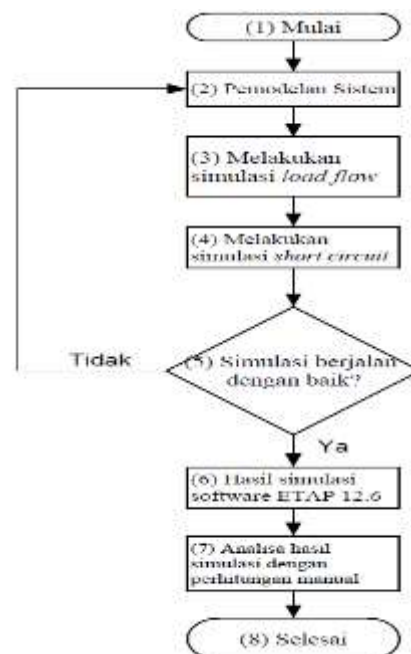 (1) Mulai
(2) Pemodelan Sistem
(3) Melakukan
simulasi load flow
(4) Melakukan
simulasi short circuit
Tidak
(5) Simulasi berjalan
dengan baik?
Ya
(6) Hasil simulasi
software ETAP 12.6
(7) Analisa hasil
simulasi dengan
perhitungan manual
(8) Selesai